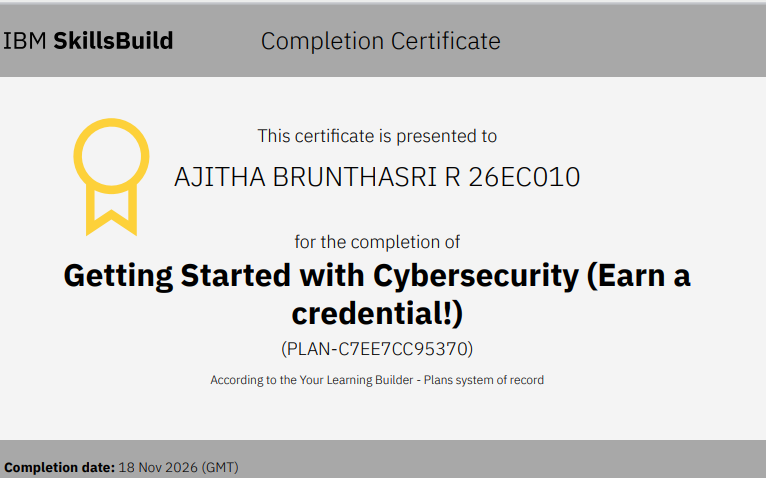 IBM SkillsBuild
Completion Certificate
This certificate is presented to
AJITHA BRUNTHASRI R 26EC010
for the completion of
Getting Started with Cybersecurity (Earn a
credential!)
(PLAN-C7EE7CC95370)
According to the Your Learning Builder - Plans system of record
Completion date: 18 Nov 2026 (GMT)